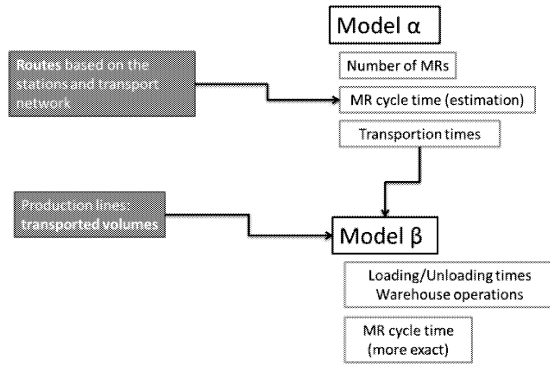 Model α
Routes based on the
stations and transport
network
Number of MRs
MR cycle time (estimation)
Transportion times
Production lines:
transported volumes
Model β
Loading/Unloading times
Warehouse operations
MR cycle time
(more exact)